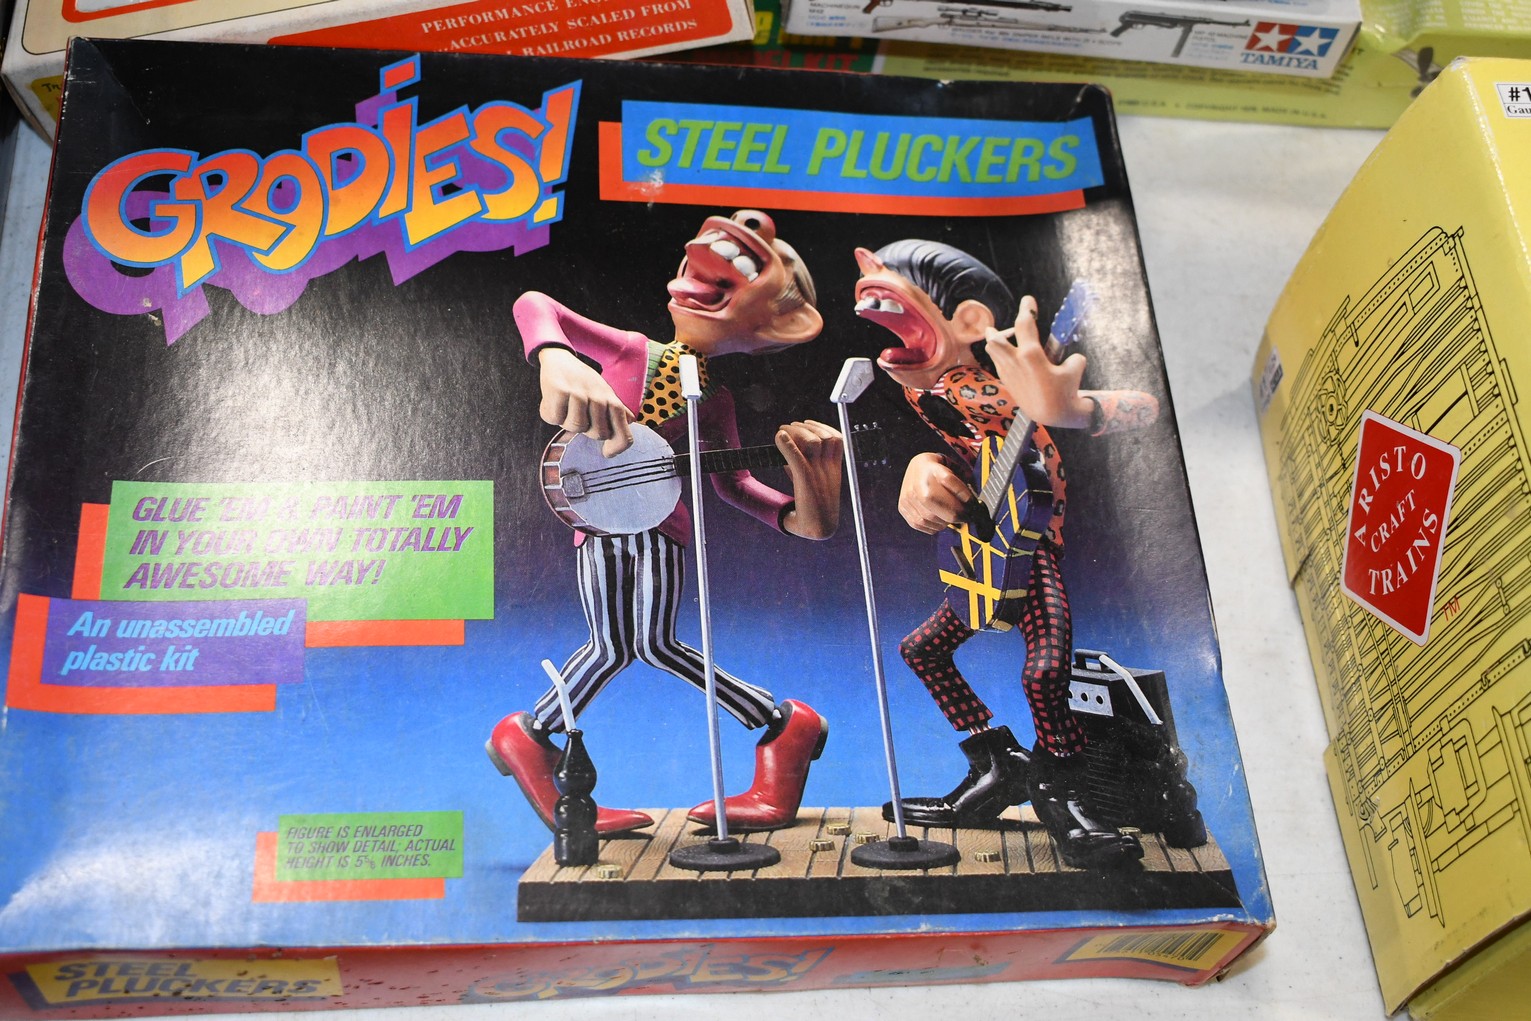 PERFORMANCE
ACCURATELY SCALED FROM
RAILROAD RECORDS
TAMIYA
#1
GRODIES!
STEEL PLUCKERS
GLUE 'EM & PAINT 'EM
IN YOUR OWN TOTALLY
AWESOME WAY!
An unassembled
plastic kit
FIGURE IS ENLARGED
TO SHOW DETAIL; ACTUAL
HEIGHT IS 5⅝ INCHES.
ARISTO
CRAFT
TRAINS
TM
STEEL
PLUCKERS
GRODIES!